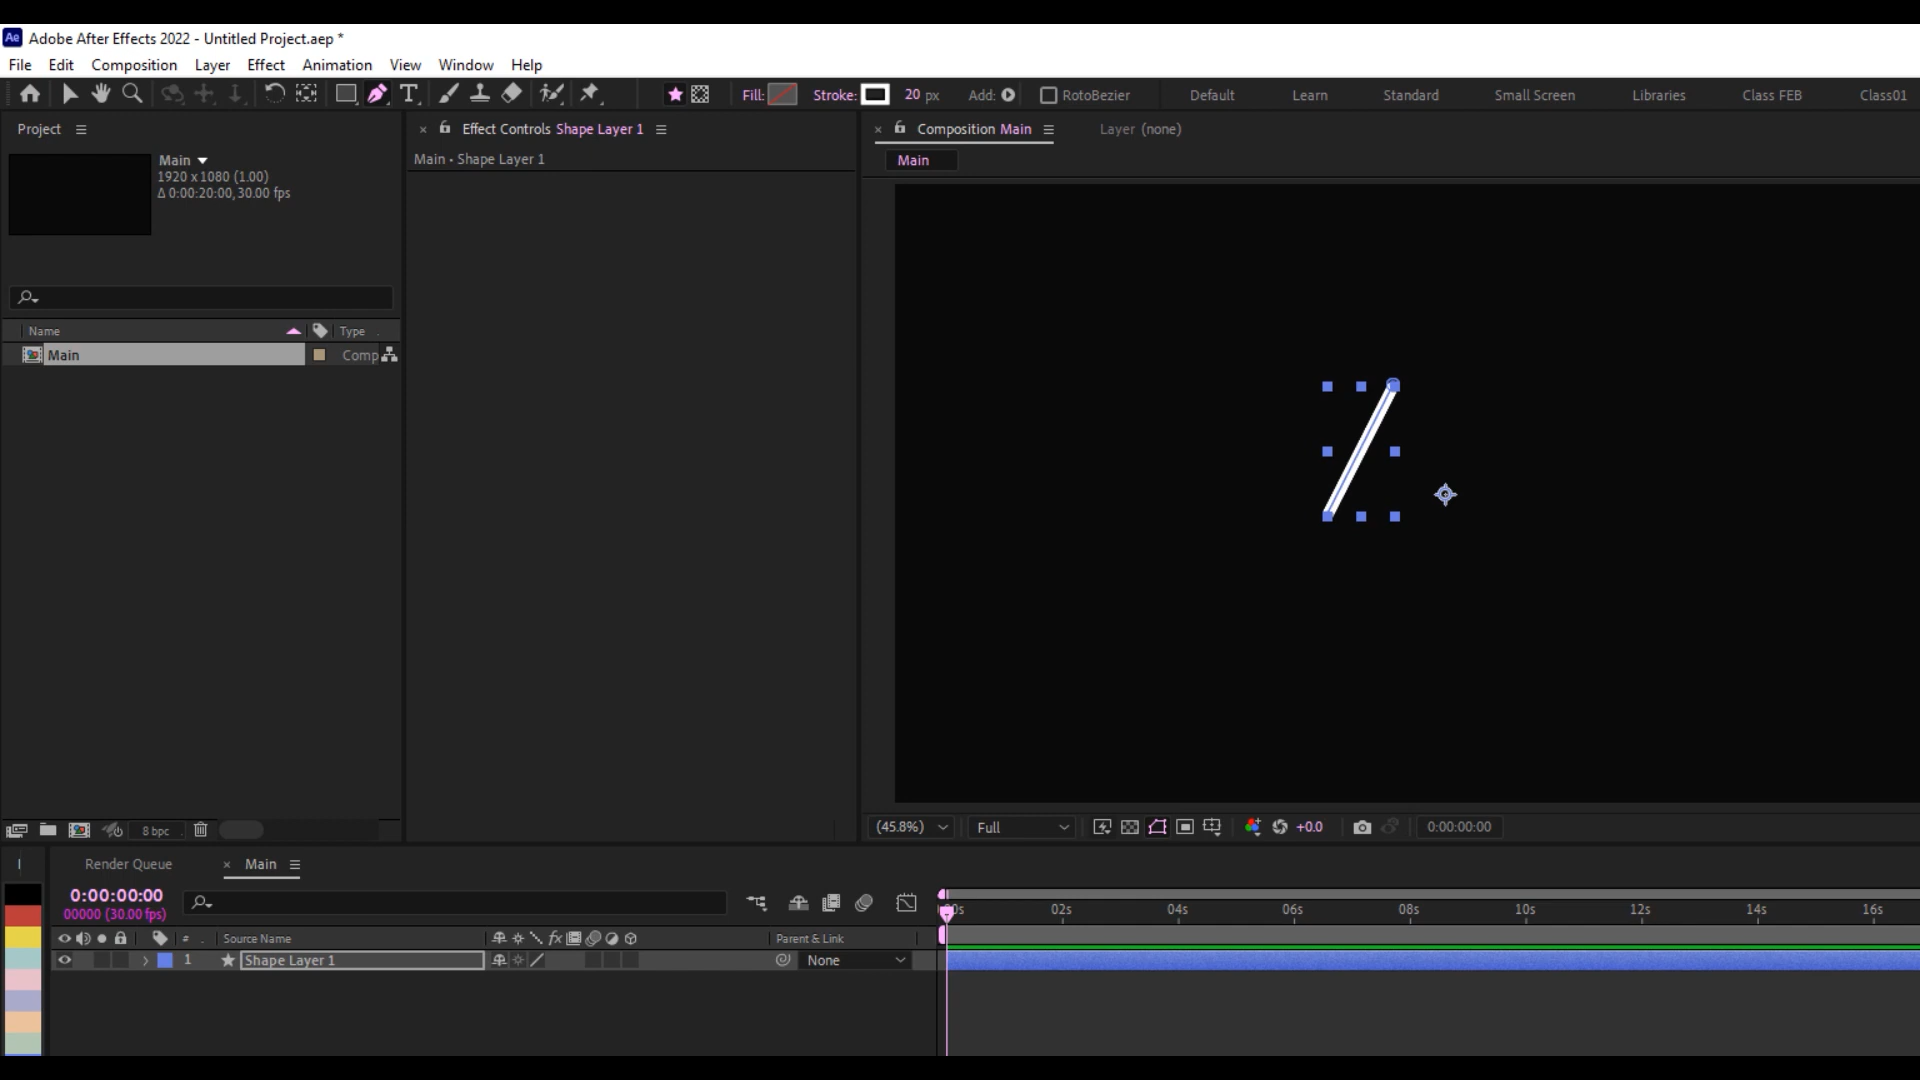 Ae Adobe After Effects 2022 - Untitled Project.aep *
File Edit Composition Layer Effect Animation View Window Help
Fill: Stroke: 20 px Add: RotoBezier Default Learn Standard Small Screen Libraries Class FEB Class01
Project
Effect Controls Shape Layer 1
Composition Main
Layer (none)
Main
1920 x 1080 (1.00)
Δ 0:00:20:00, 30.00 fps
Main • Shape Layer 1
Main
Name Type
Main Comp
8 bpc
(45.8%) Full +0.0 0:00:00:00
Render Queue Main
0:00:00:00
00000 (30.00 fps)
02s 04s 06s 08s 10s 12s 14s 16s
# Source Name fx Parent & Link
1 Shape Layer 1 None